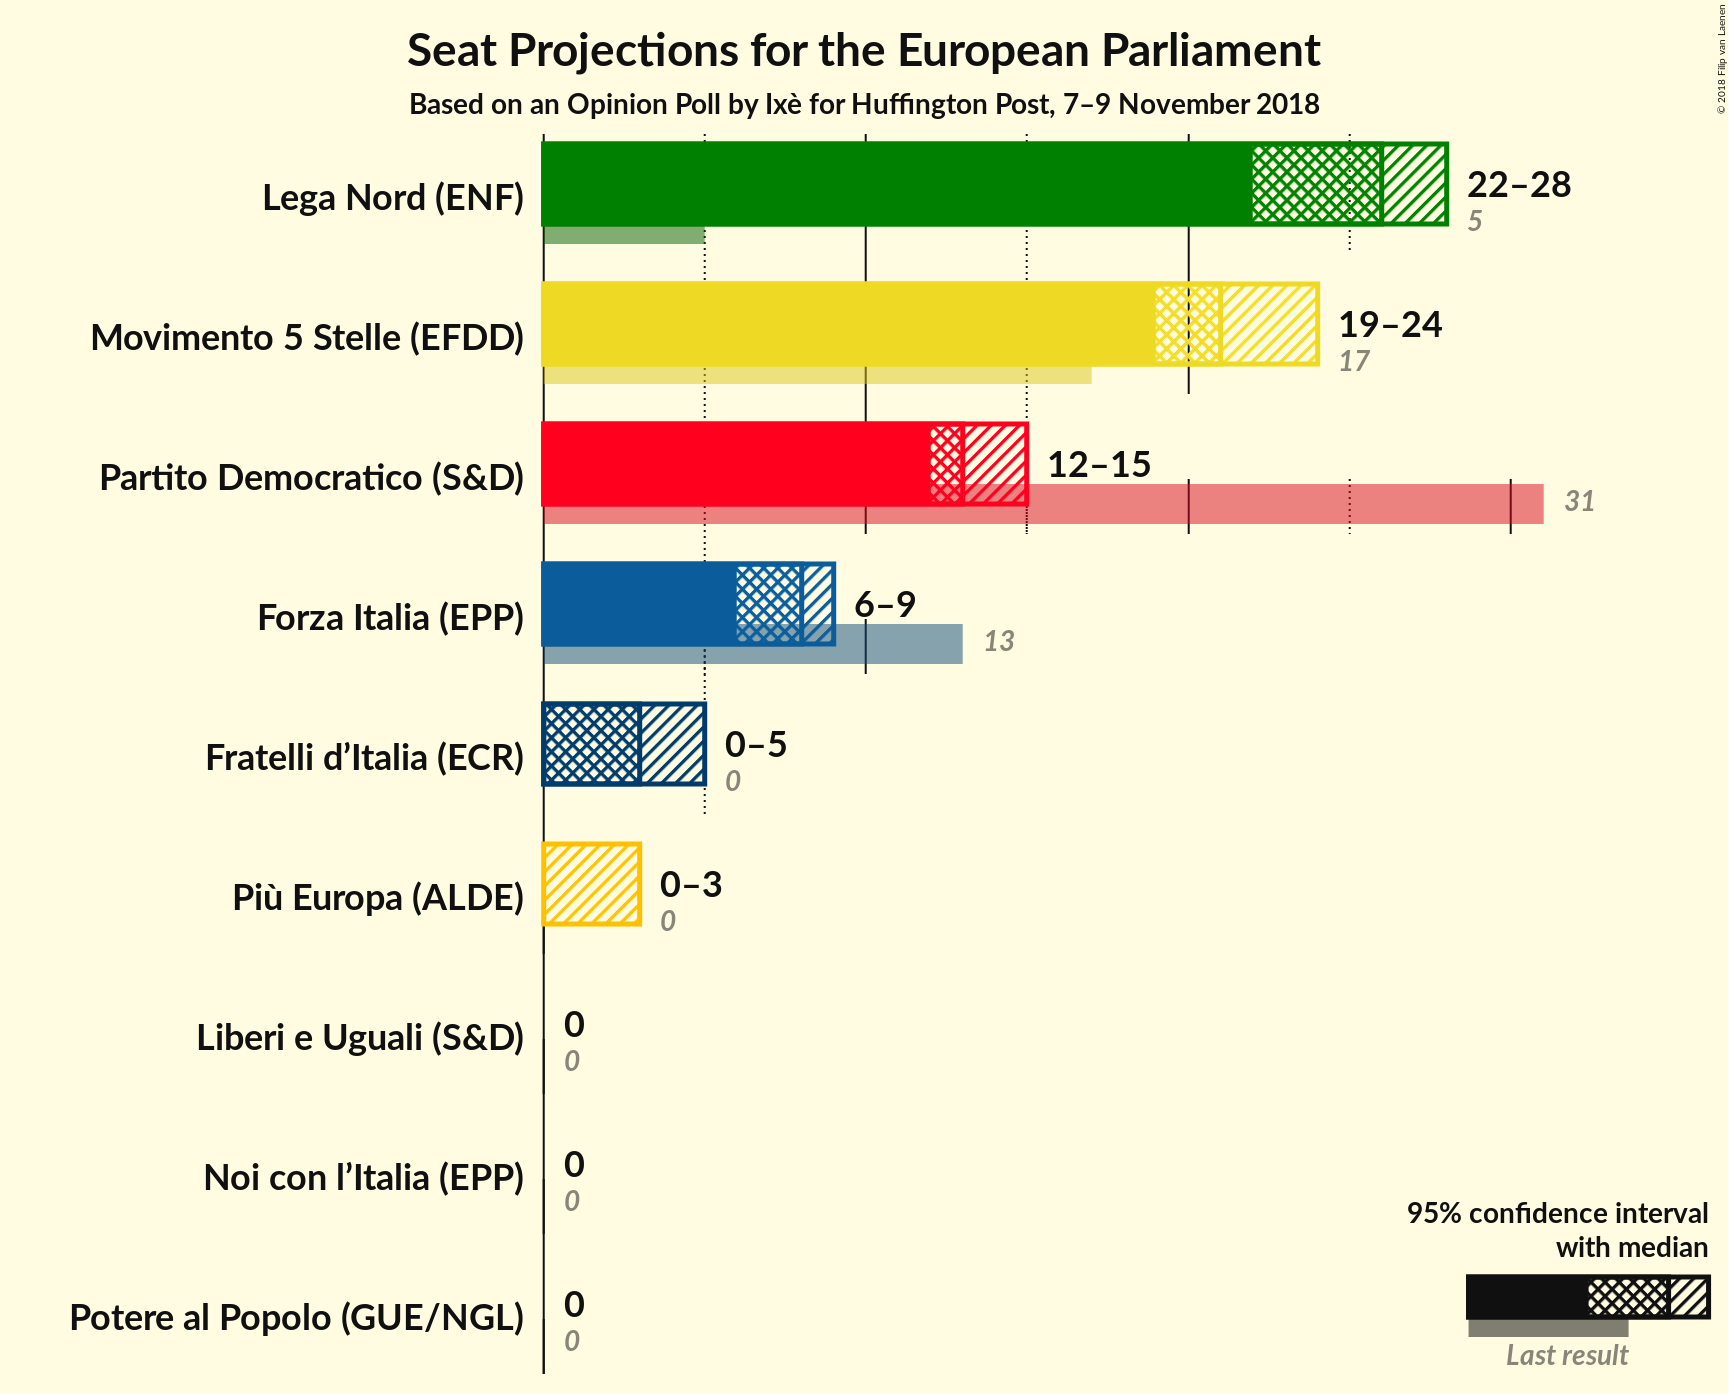 Seat Projections for the European Parliament
Based on an Opinion Poll by Ixè for Huffington Post, 7–9 November 2018
© 2018 Filip van Laenen
Lega Nord (ENF)
22–28
5
Movimento 5 Stelle (EFDD)
19–24
17
Partito Democratico (S&D)
12–15
31
Forza Italia (EPP)
6–9
13
Fratelli d’Italia (ECR)
0–5
0
Più Europa (ALDE)
0–3
0
Liberi e Uguali (S&D)
0
0
Noi con l’Italia (EPP)
0
0
Potere al Popolo (GUE/NGL)
0
0
95% confidence interval
with median
Last result